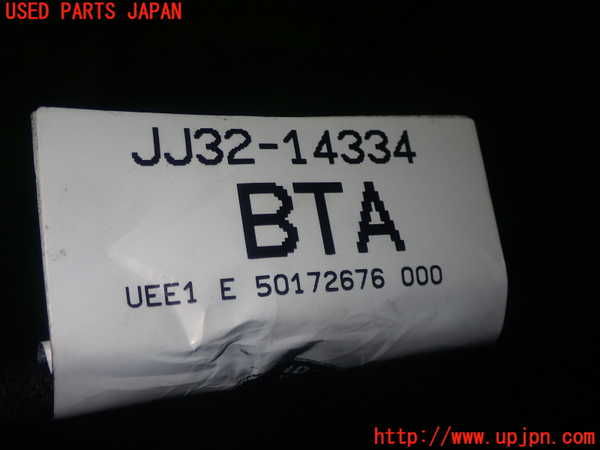 USED PARTS JAPAN
JJ32-14334
BTA
UEE1 E 50172676 000
http://www.upjpn.com/